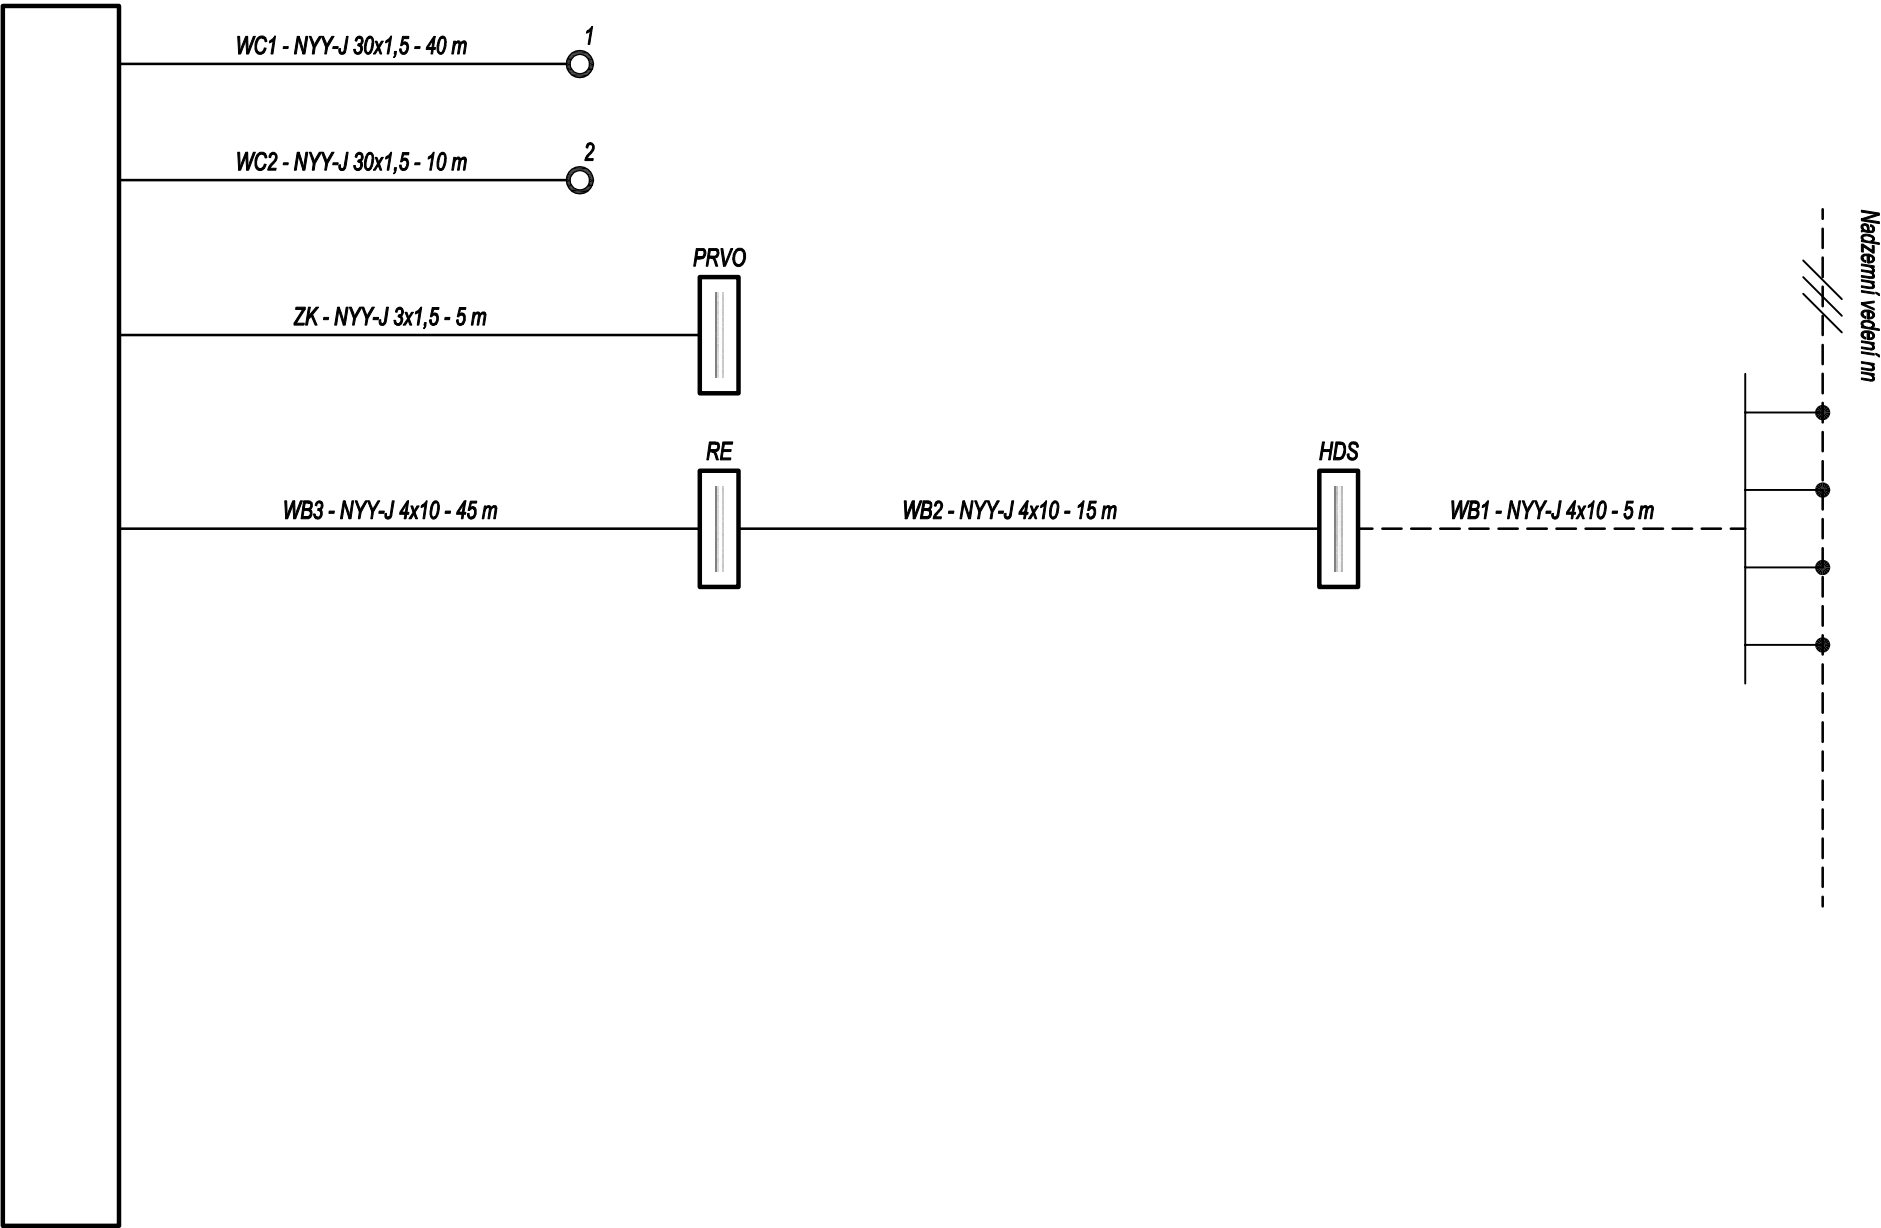 WC1 - NYY-J 30x1,5 - 40 m
1
WC2 - NYY-J 30x1,5 - 10 m
2
PRVO
ZK - NYY-J 3x1,5 - 5 m
RE
HDS
WB3 - NYY-J 4x10 - 45 m
WB2 - NYY-J 4x10 - 15 m
WB1 - NYY-J 4x10 - 5 m
Nadzemní vedení nn